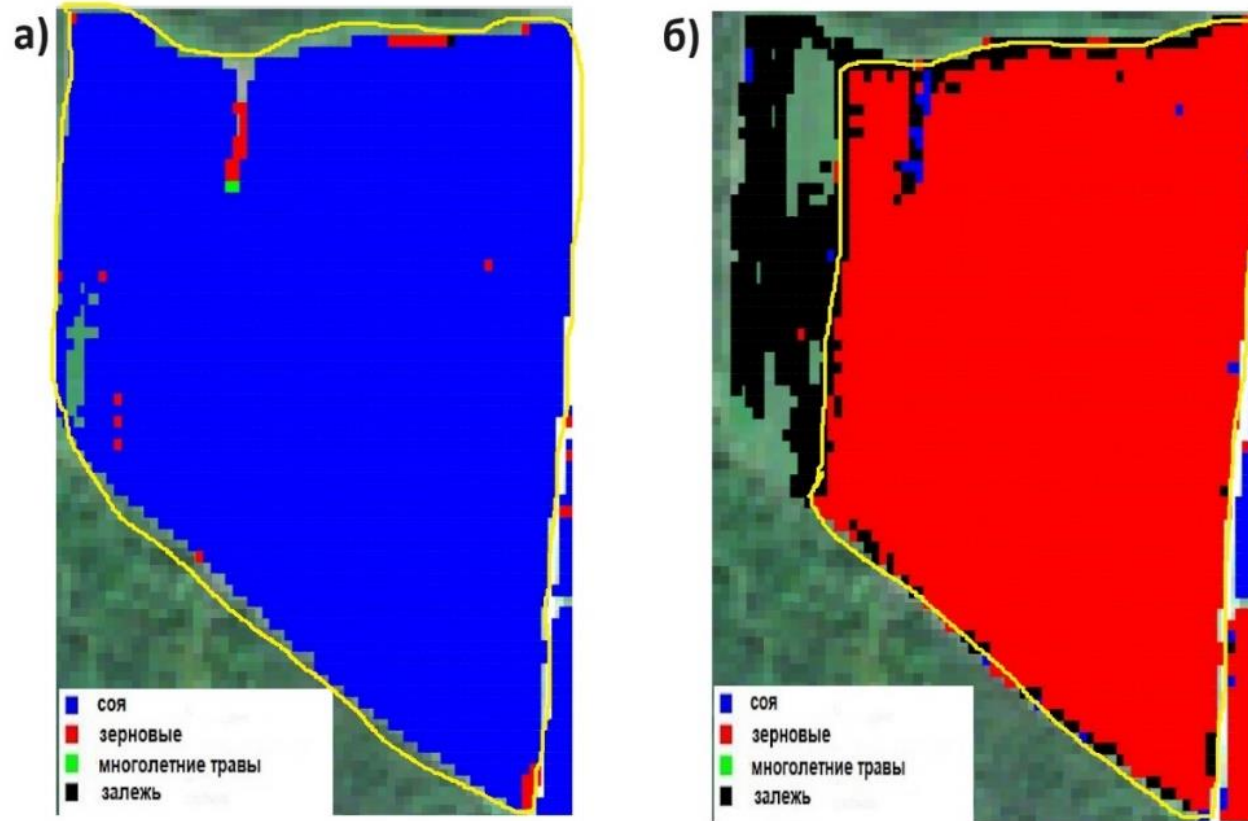 а)
соя
зерновые
многолетние травы
залежь
б)
соя
зерновые
многолетние травы
залежь